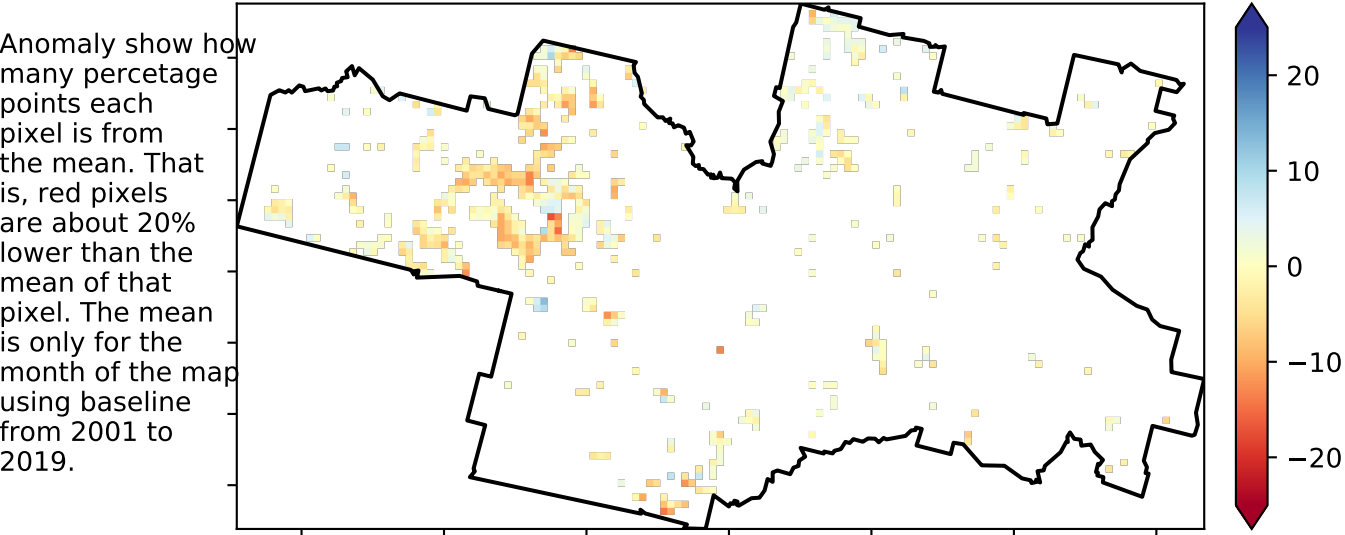 Anomaly show how
many percetage
points each
pixel is from
the mean. That
is, red pixels
are about 20%
lower than the
mean of that
pixel. The mean
is only for the
month of the map
using baseline
from 2001 to
2019.
20
10
0
−10
−20